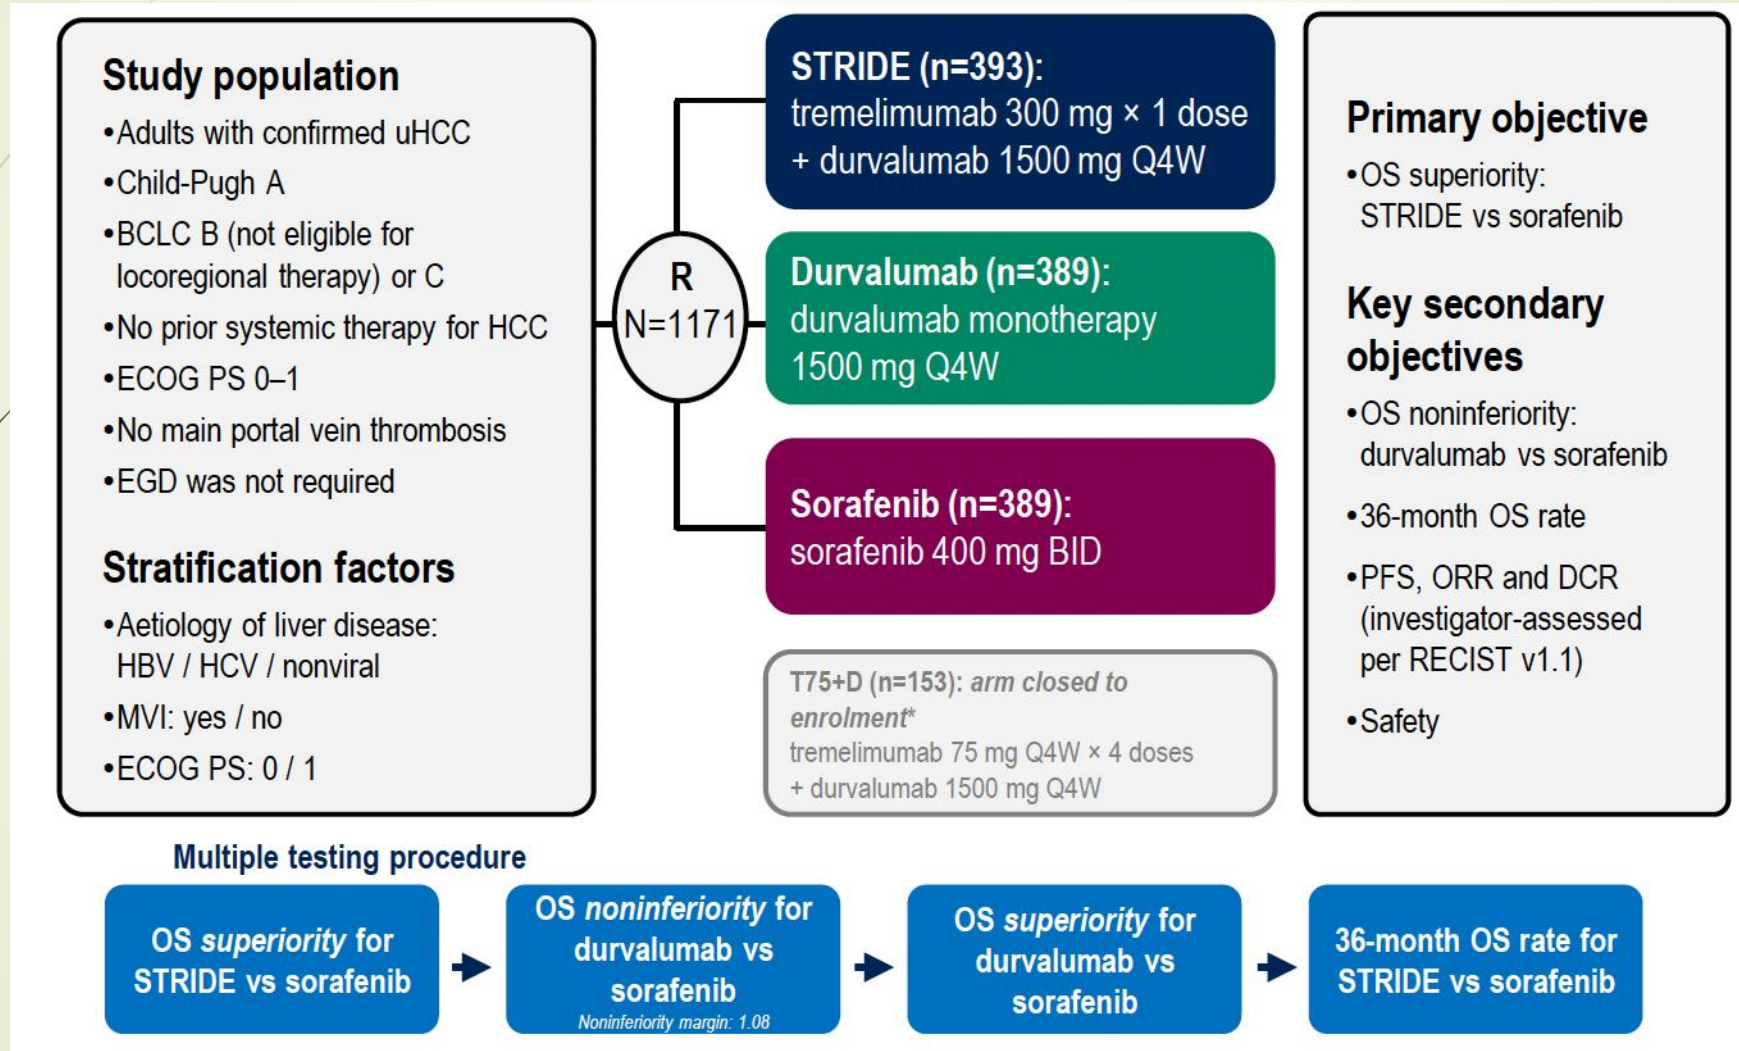 Study population
•Adults with confirmed uHCC
•Child-Pugh A
•BCLC B (not eligible for
locoregional therapy) or C
•No prior systemic therapy for HCC
•ECOG PS 0–1
•No main portal vein thrombosis
•EGD was not required
Stratification factors
•Aetiology of liver disease:
HBV / HCV / nonviral
•MVI: yes / no
•ECOG PS: 0 / 1
R
N=1171
STRIDE (n=393):
tremelimumab 300 mg × 1 dose
+ durvalumab 1500 mg Q4W
Durvalumab (n=389):
durvalumab monotherapy
1500 mg Q4W
Sorafenib (n=389):
sorafenib 400 mg BID
T75+D (n=153): arm closed to
enrolment*
tremelimumab 75 mg Q4W × 4 doses
+ durvalumab 1500 mg Q4W
Primary objective
•OS superiority:
STRIDE vs sorafenib
Key secondary
objectives
•OS noninferiority:
durvalumab vs sorafenib
•36-month OS rate
•PFS, ORR and DCR
(investigator-assessed
per RECIST v1.1)
•Safety
Multiple testing procedure
OS superiority for
STRIDE vs sorafenib
OS noninferiority for
durvalumab vs
sorafenib
Noninferiority margin: 1.08
OS superiority for
durvalumab vs
sorafenib
36-month OS rate for
STRIDE vs sorafenib